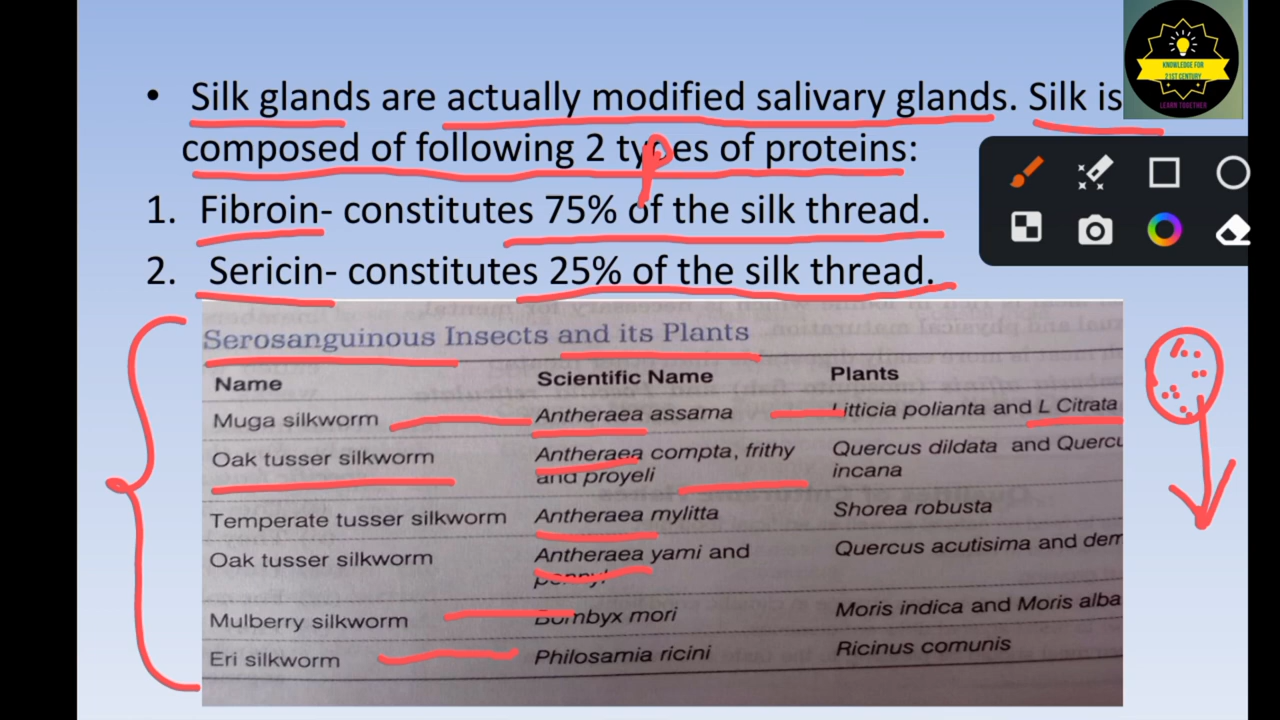 • Silk glands are actually modified salivary glands. Silk is
composed of following 2 types of proteins:
1. Fibroin- constitutes 75% of the silk thread.
2. Sericin- constitutes 25% of the silk thread.
KNOWLEDGE FOR
21ST CENTURY
LEARN TOGETHER
p
Serosanguinous Insects and its Plants
Name Scientific Name Plants
Muga silkworm Antheraea assama Litticia polianta and L Citrata
Oak tusser silkworm Antheraea compta, frithy Quercus dildata and Quercu
and proyeli incana
Temperate tusser silkworm Antheraea mylitta Shorea robusta
Oak tusser silkworm Antheraea yami and Quercus acutisima and dem
Mulberry silkworm Bombyx mori Moris indica and Moris alba
Eri silkworm Philosamia ricini Ricinus comunis